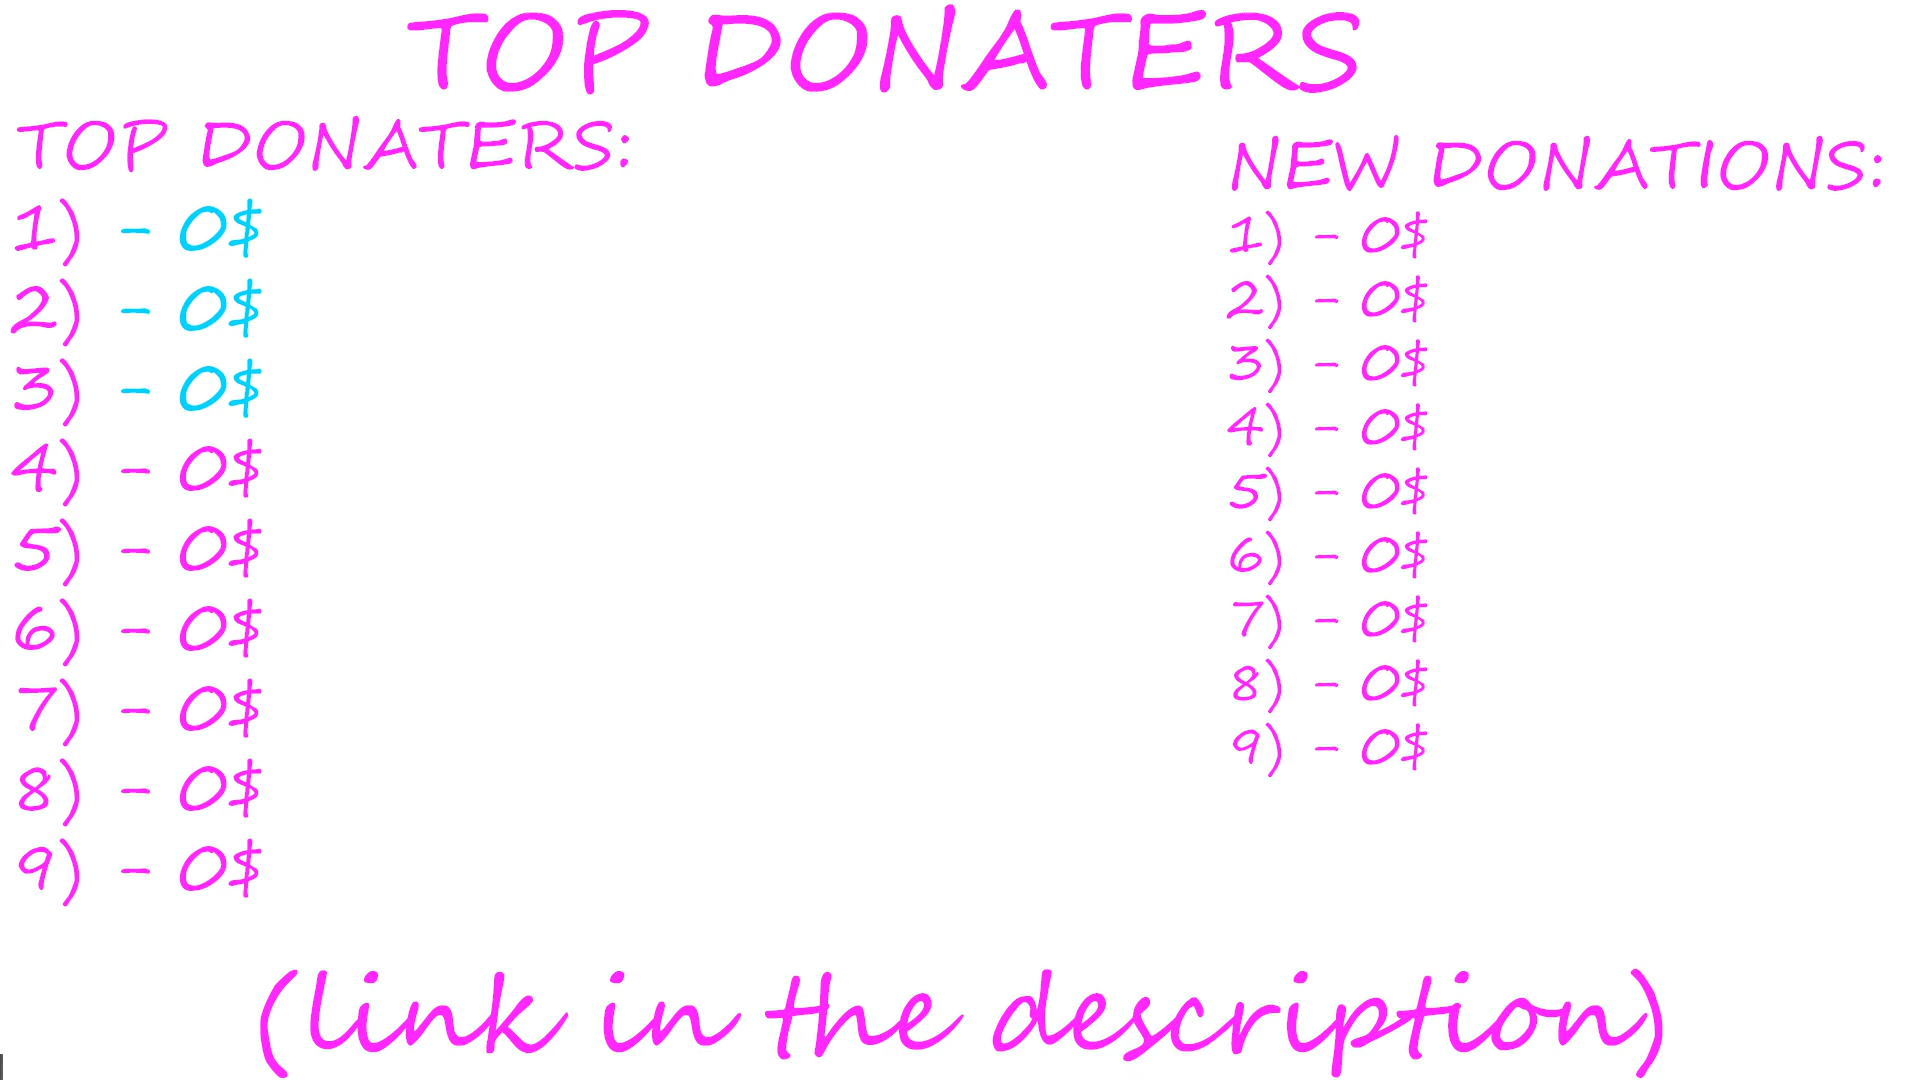 TOP DONATERS
TOP DONATERS:
1) - 0$
2) - 0$
3) - 0$
4) - 0$
5) - 0$
6) - 0$
7) - 0$
8) - 0$
9) - 0$
NEW DONATIONS:
1) - 0$
2) - 0$
3) - 0$
4) - 0$
5) - 0$
6) - 0$
7) - 0$
8) - 0$
9) - 0$
(link in the description)